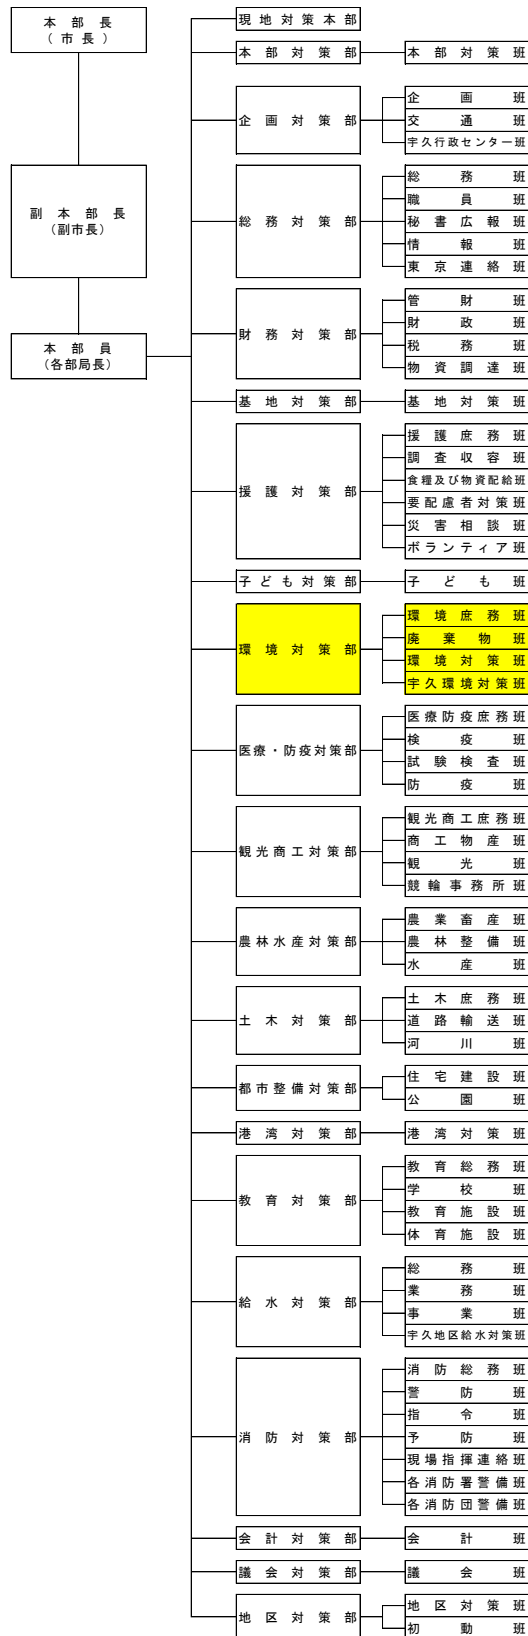 本部長
(市長)
副本部長
(副市長)
本部員
(各部局長)
現地対策本部
本部対策部
本部対策班
企画対策部
企画班
交通班
宇久行政センター班
総務対策部
総務班
職員班
秘書広報班
情報班
東京連絡班
財務対策部
管財班
財政班
税務班
物資調達班
基地対策部
基地対策班
援護対策部
援護庶務班
調査収容班
食糧及び物資配給班
要配慮者対策班
災害相談班
ボランティア班
子ども対策部
子ども班
環境対策部
環境庶務班
廃棄物班
環境対策班
宇久環境対策班
医療・防疫対策部
医療防疫庶務班
検疫班
試験検査班
防疫班
観光商工対策部
観光商工庶務班
商工物産班
観光班
競輪事務所班
農林水産対策部
農業畜産班
農林整備班
水産班
土木対策部
土木庶務班
道路輸送班
河川班
都市整備対策部
住宅建設班
公園班
港湾対策部
港湾対策班
教育対策部
教育総務班
学校班
教育施設班
体育施設班
給水対策部
総務班
業務班
事業班
宇久地区給水対策班
消防対策部
消防総務班
警防班
指令班
予防班
現場指揮連絡班
各消防署警備班
各消防団警備班
会計対策部
会計班
議会対策部
議会班
地区対策部
地区対策班
初動班